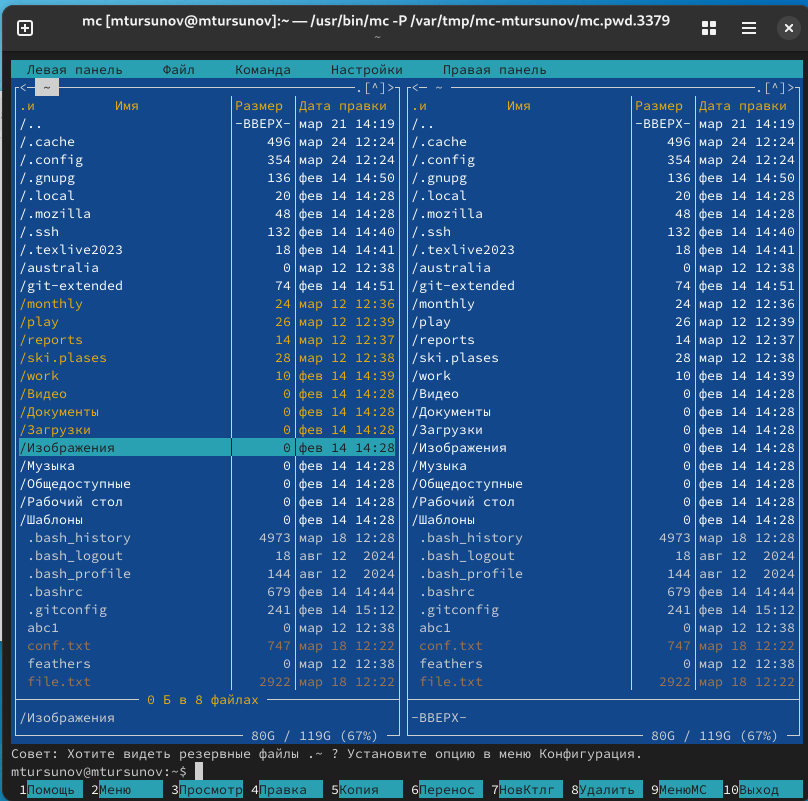 mc [mtursunov@mtursunov]:~ — /usr/bin/mc -P /var/tmp/mc-mtursunov/mc.pwd.3379
~
Левая панель Файл Команда Настройки Правая панель
<─ ~ ─.[^]> <─ ~ ─.[^]>
.и Имя Размер Дата правки .и Имя Размер Дата правки
/.. -ВВЕРХ- мар 21 14:19 /.. -ВВЕРХ- мар 21 14:19
/.cache 496 мар 24 12:24 /.cache 496 мар 24 12:24
/.config 354 мар 24 12:24 /.config 354 мар 24 12:24
/.gnupg 136 фев 14 14:50 /.gnupg 136 фев 14 14:50
/.local 20 фев 14 14:28 /.local 20 фев 14 14:28
/.mozilla 48 фев 14 14:28 /.mozilla 48 фев 14 14:28
/.ssh 132 фев 14 14:40 /.ssh 132 фев 14 14:40
/.texlive2023 18 фев 14 14:41 /.texlive2023 18 фев 14 14:41
/australia 0 мар 12 12:38 /australia 0 мар 12 12:38
/git-extended 74 фев 14 14:51 /git-extended 74 фев 14 14:51
/monthly 24 мар 12 12:36 /monthly 24 мар 12 12:36
/play 26 мар 12 12:39 /play 26 мар 12 12:39
/reports 14 мар 12 12:37 /reports 14 мар 12 12:37
/ski.plases 28 мар 12 12:38 /ski.plases 28 мар 12 12:38
/work 10 фев 14 14:39 /work 10 фев 14 14:39
/Видео 0 фев 14 14:28 /Видео 0 фев 14 14:28
/Документы 0 фев 14 14:28 /Документы 0 фев 14 14:28
/Загрузки 0 фев 14 14:28 /Загрузки 0 фев 14 14:28
/Изображения 0 фев 14 14:28 /Изображения 0 фев 14 14:28
/Музыка 0 фев 14 14:28 /Музыка 0 фев 14 14:28
/Общедоступные 0 фев 14 14:28 /Общедоступные 0 фев 14 14:28
/Рабочий стол 0 фев 14 14:28 /Рабочий стол 0 фев 14 14:28
/Шаблоны 0 фев 14 14:28 /Шаблоны 0 фев 14 14:28
.bash_history 4973 мар 18 12:28 .bash_history 4973 мар 18 12:28
.bash_logout 18 авг 12 2024 .bash_logout 18 авг 12 2024
.bash_profile 144 авг 12 2024 .bash_profile 144 авг 12 2024
.bashrc 679 фев 14 14:44 .bashrc 679 фев 14 14:44
.gitconfig 241 фев 14 15:12 .gitconfig 241 фев 14 15:12
abc1 0 мар 12 12:38 abc1 0 мар 12 12:38
conf.txt 747 мар 18 12:22 conf.txt 747 мар 18 12:22
feathers 0 мар 12 12:38 feathers 0 мар 12 12:38
file.txt 2922 мар 18 12:22 file.txt 2922 мар 18 12:22
0 Б в 8 файлах
/Изображения -ВВЕРХ-
80G / 119G (67%) 80G / 119G (67%)
Совет: Хотите видеть резервные файлы .~ ? Установите опцию в меню Конфигурация.
mtursunov@mtursunov:~$
1Помощь 2Меню 3Просмотр 4Правка 5Копия 6Перенос 7НовКтлг 8Удалить 9МенюМС 10Выход